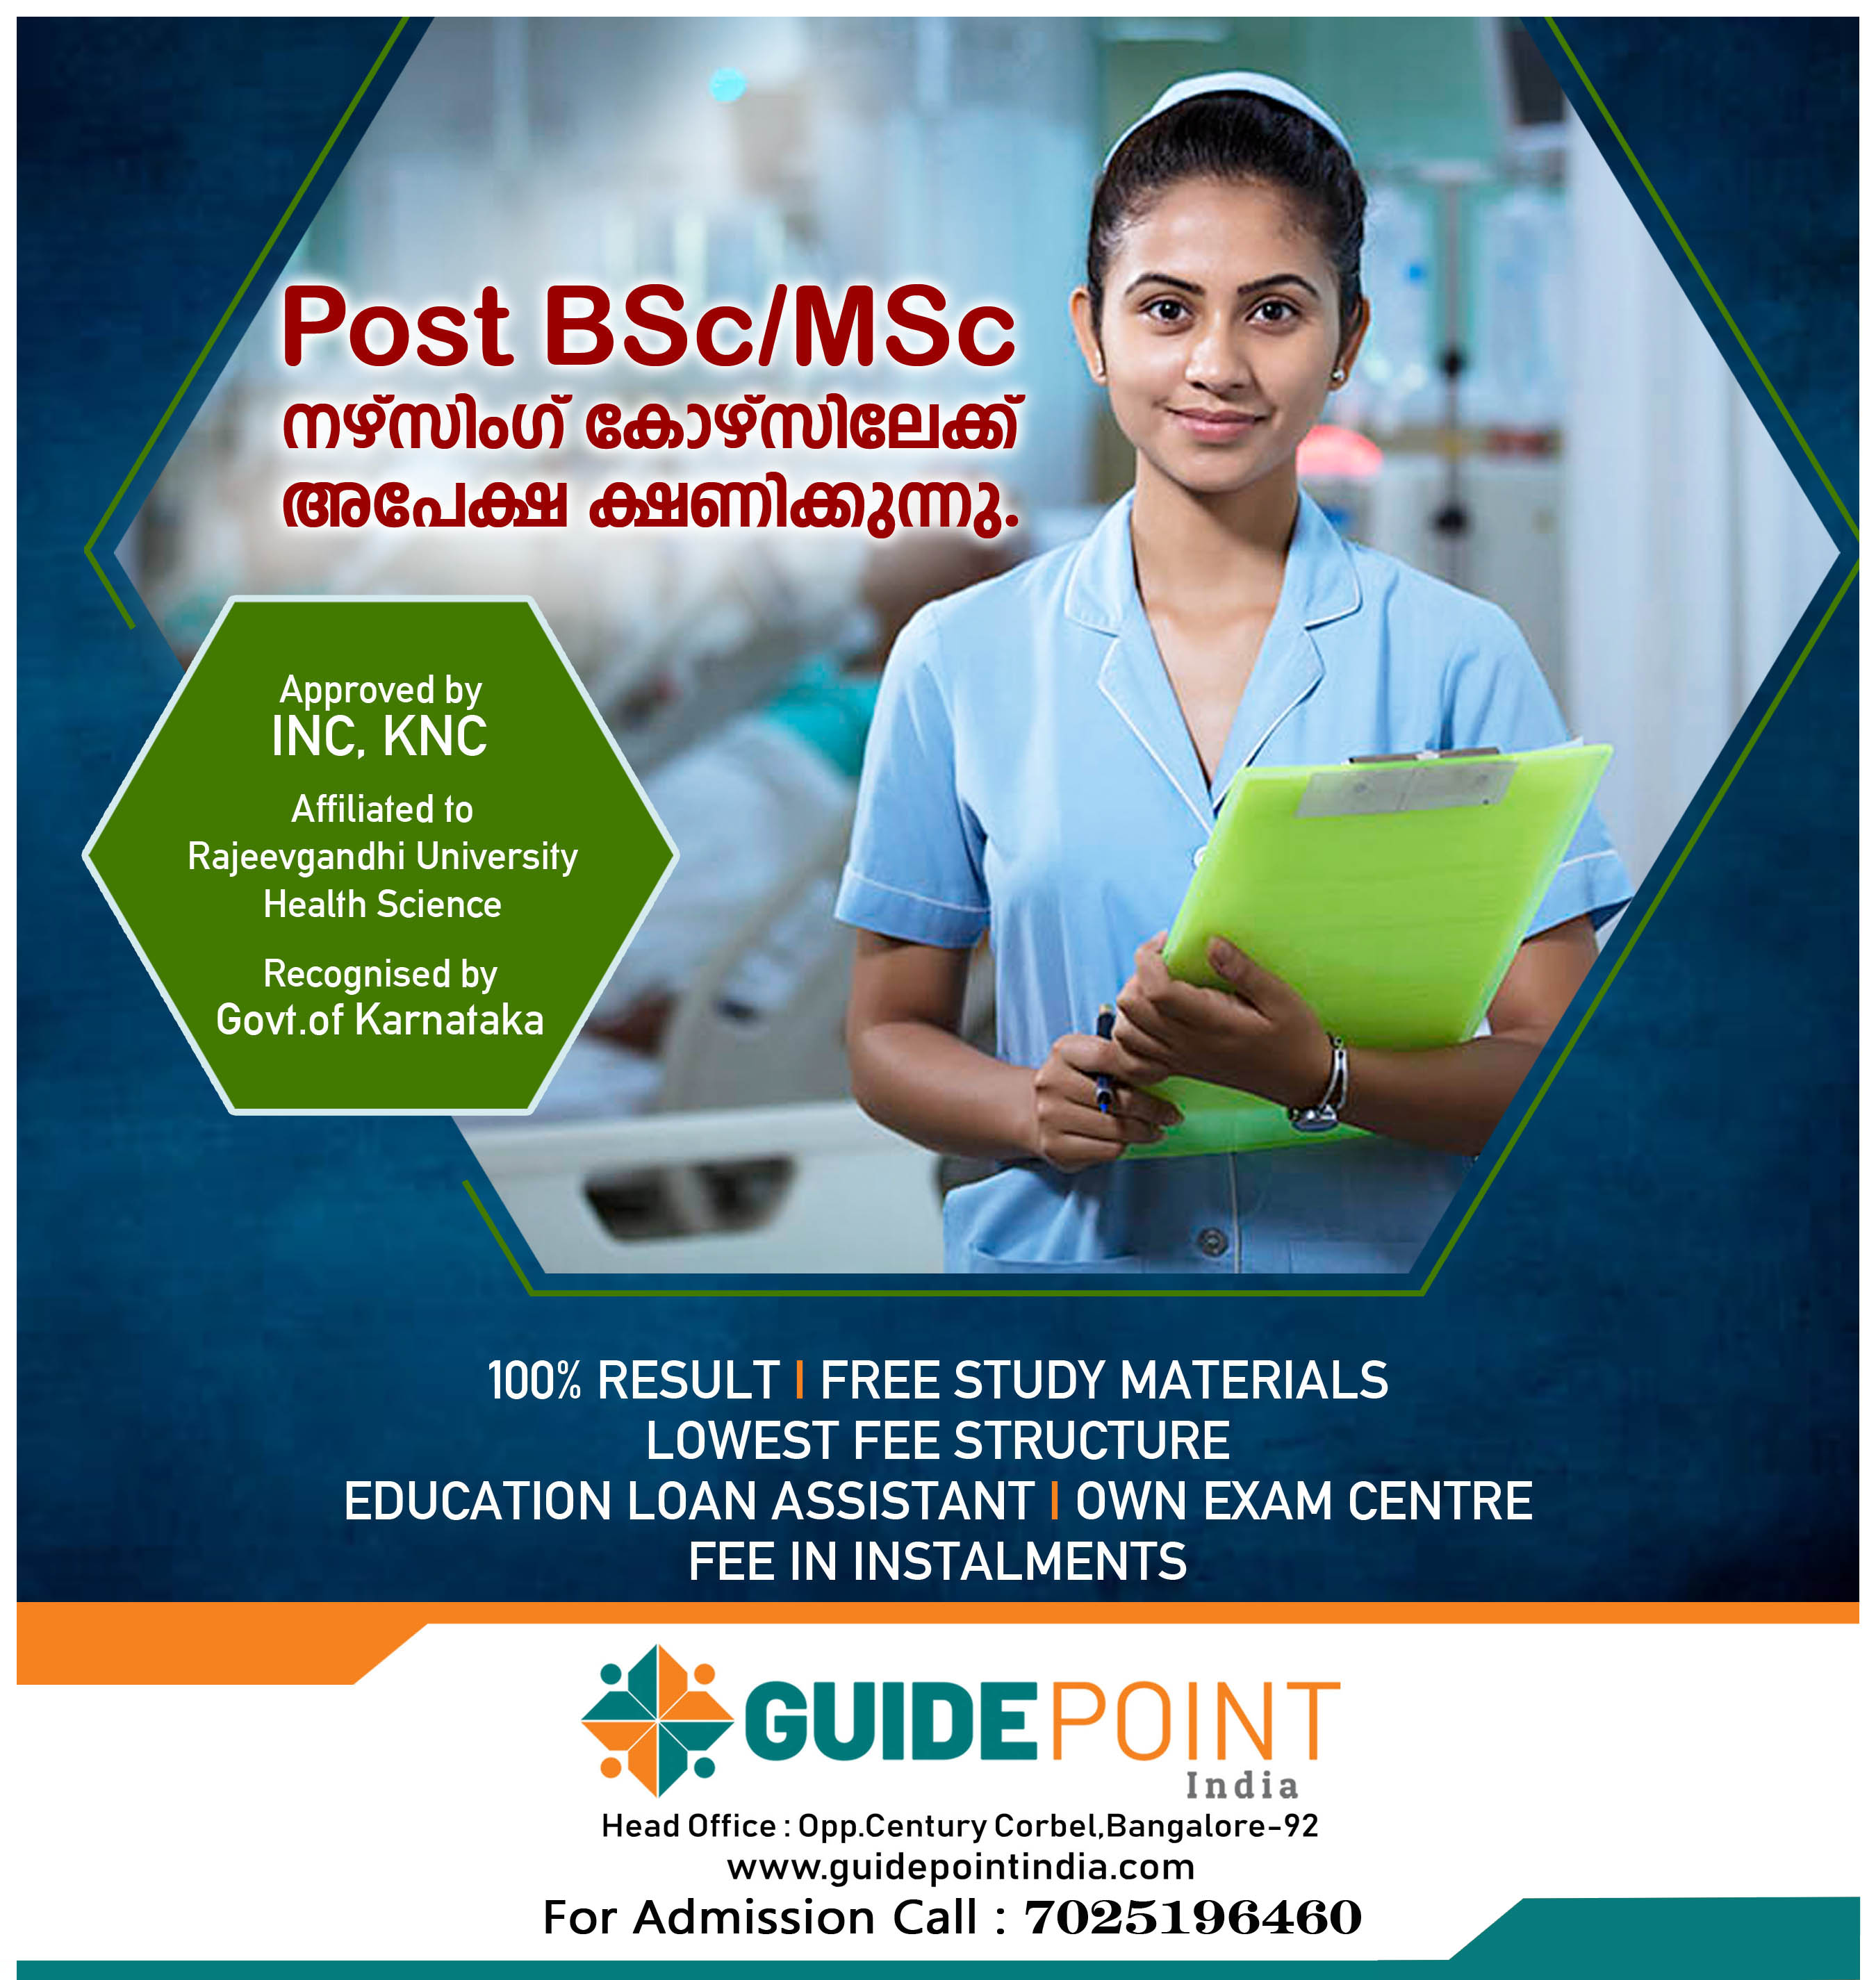 Post BSc/MSc
നഴ്സിംഗ് കോഴ്സിലേക്ക്
അപേക്ഷ ക്ഷണിക്കുന്നു.
Approved by
INC, KNC
Affiliated to
Rajeevgandhi University
Health Science
Recognised by
Govt.of Karnataka
100% RESULT | FREE STUDY MATERIALS
LOWEST FEE STRUCTURE
EDUCATION LOAN ASSISTANT | OWN EXAM CENTRE
FEE IN INSTALMENTS
GUIDEPOINT
India
Head Office : Opp.Century Corbel,Bangalore-92
www.guidepointindia.com
For Admission Call : 7025196460